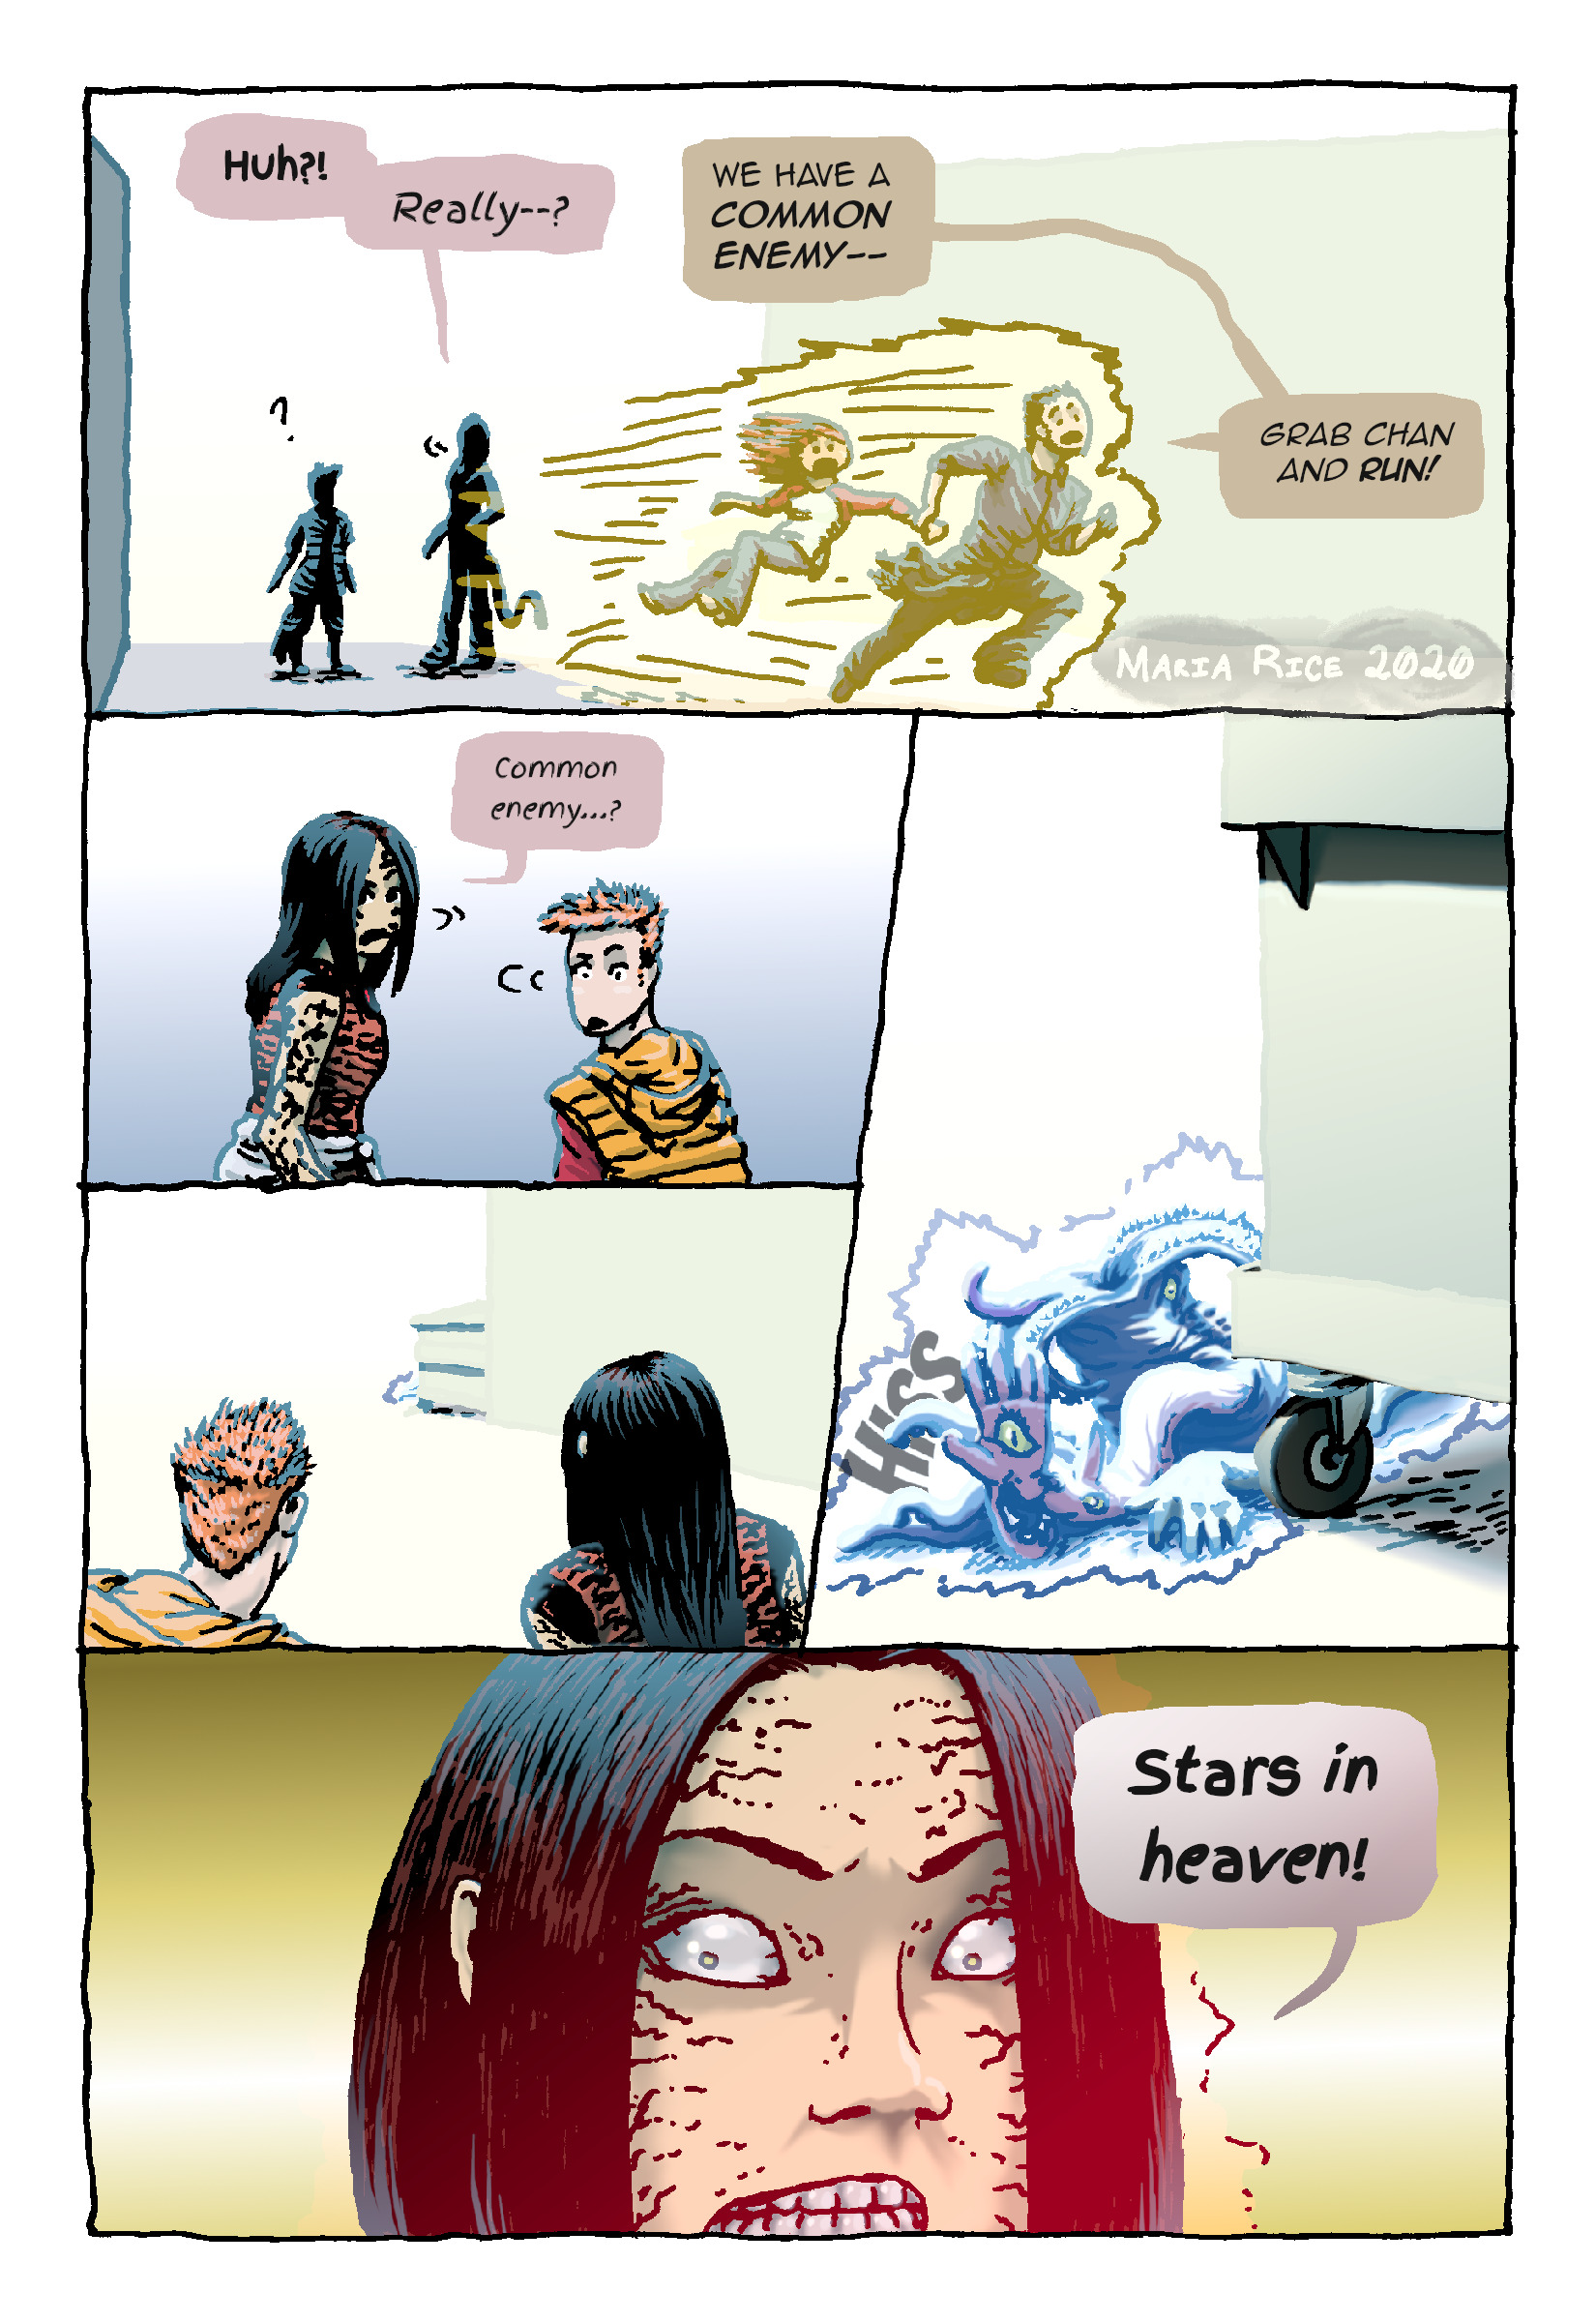 Huh?!
Really--?
WE HAVE A
COMMON
ENEMY--
GRAB CHAN
AND RUN!
MARIA RICE 2020
Common
enemy...?
HISS
Stars in
heaven!